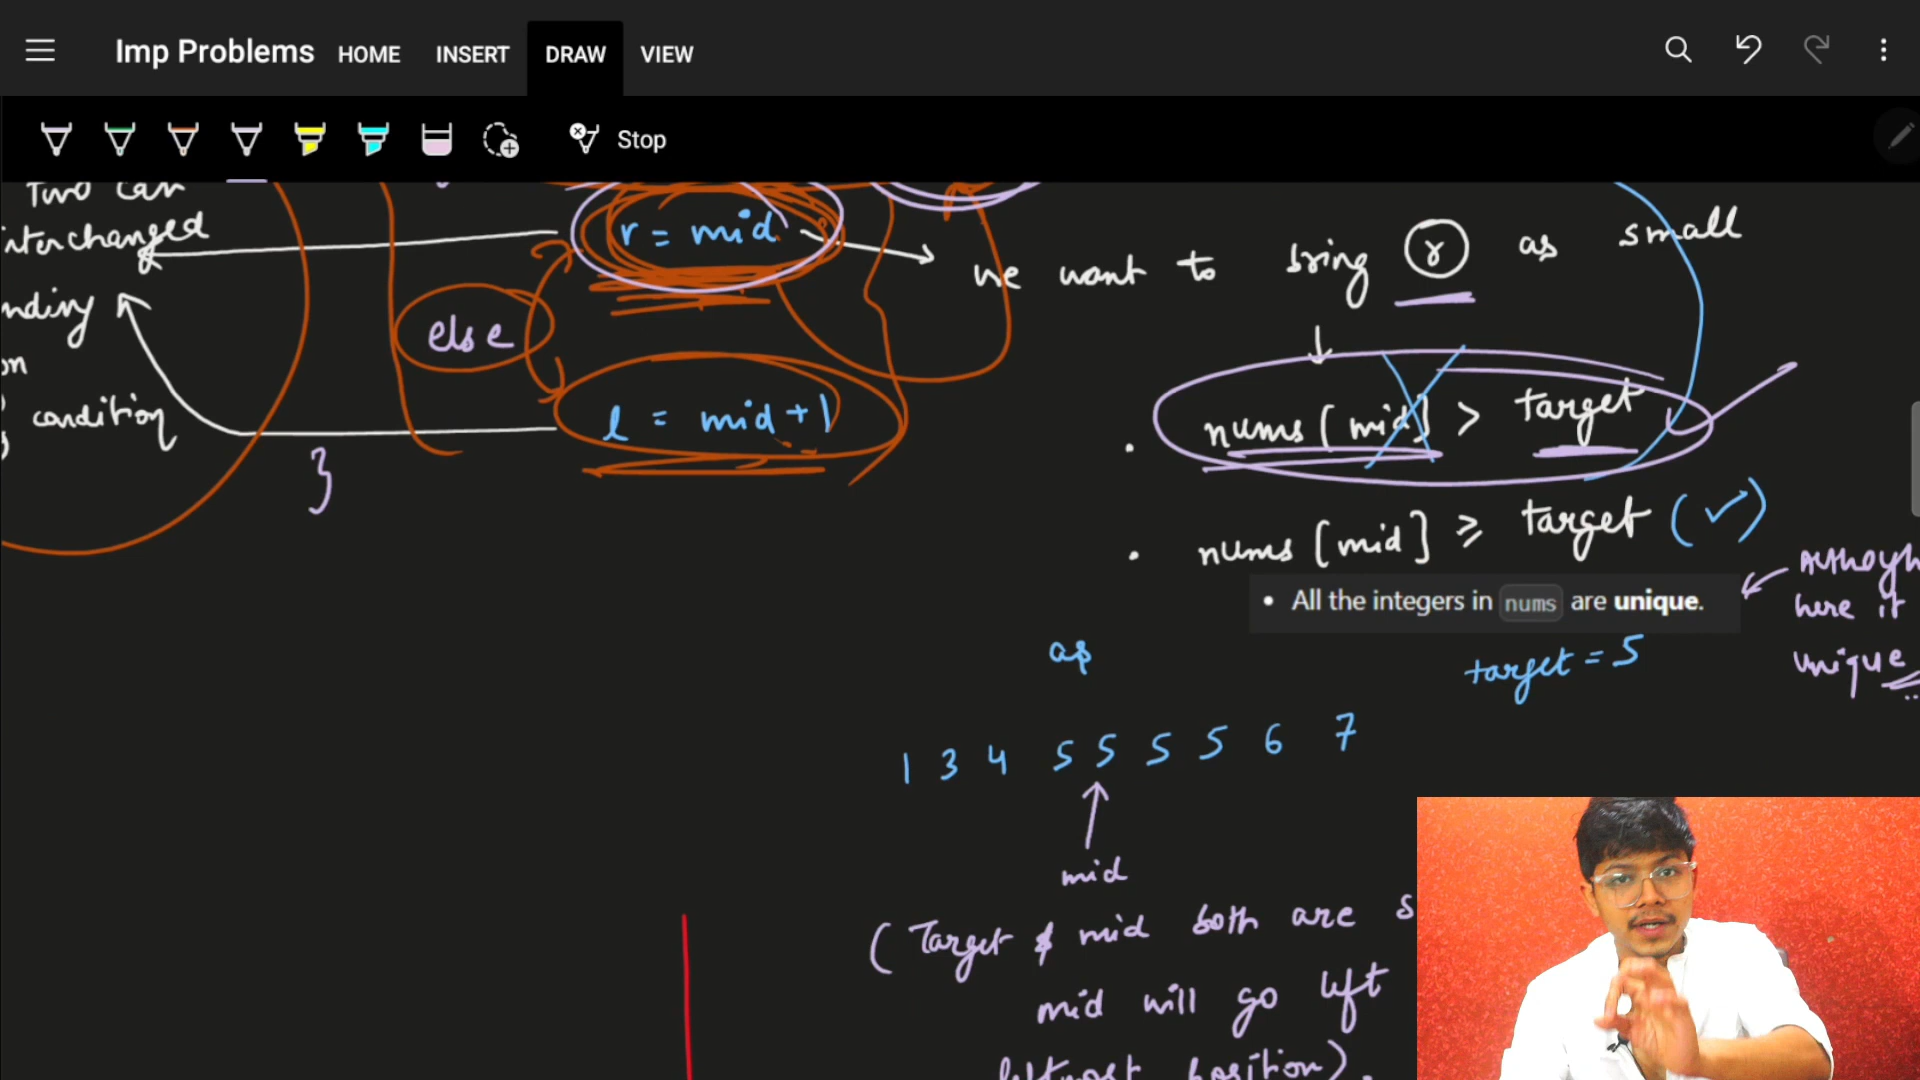 Imp Problems HOME INSERT DRAW VIEW
Stop
Two can
interchanged
nding
on
condition
r = mid
else
l = mid + 1
}
we want to bring r as small
↓
. nums [mid] > target
. nums [mid] ≥ target (✓)
• All the integers in nums are unique.
Although
here it
unique
as
target = 5
1 3 4 5 5 5 5 6 7
mid
(Target & mid both are s
mid will go left
leftmost position).